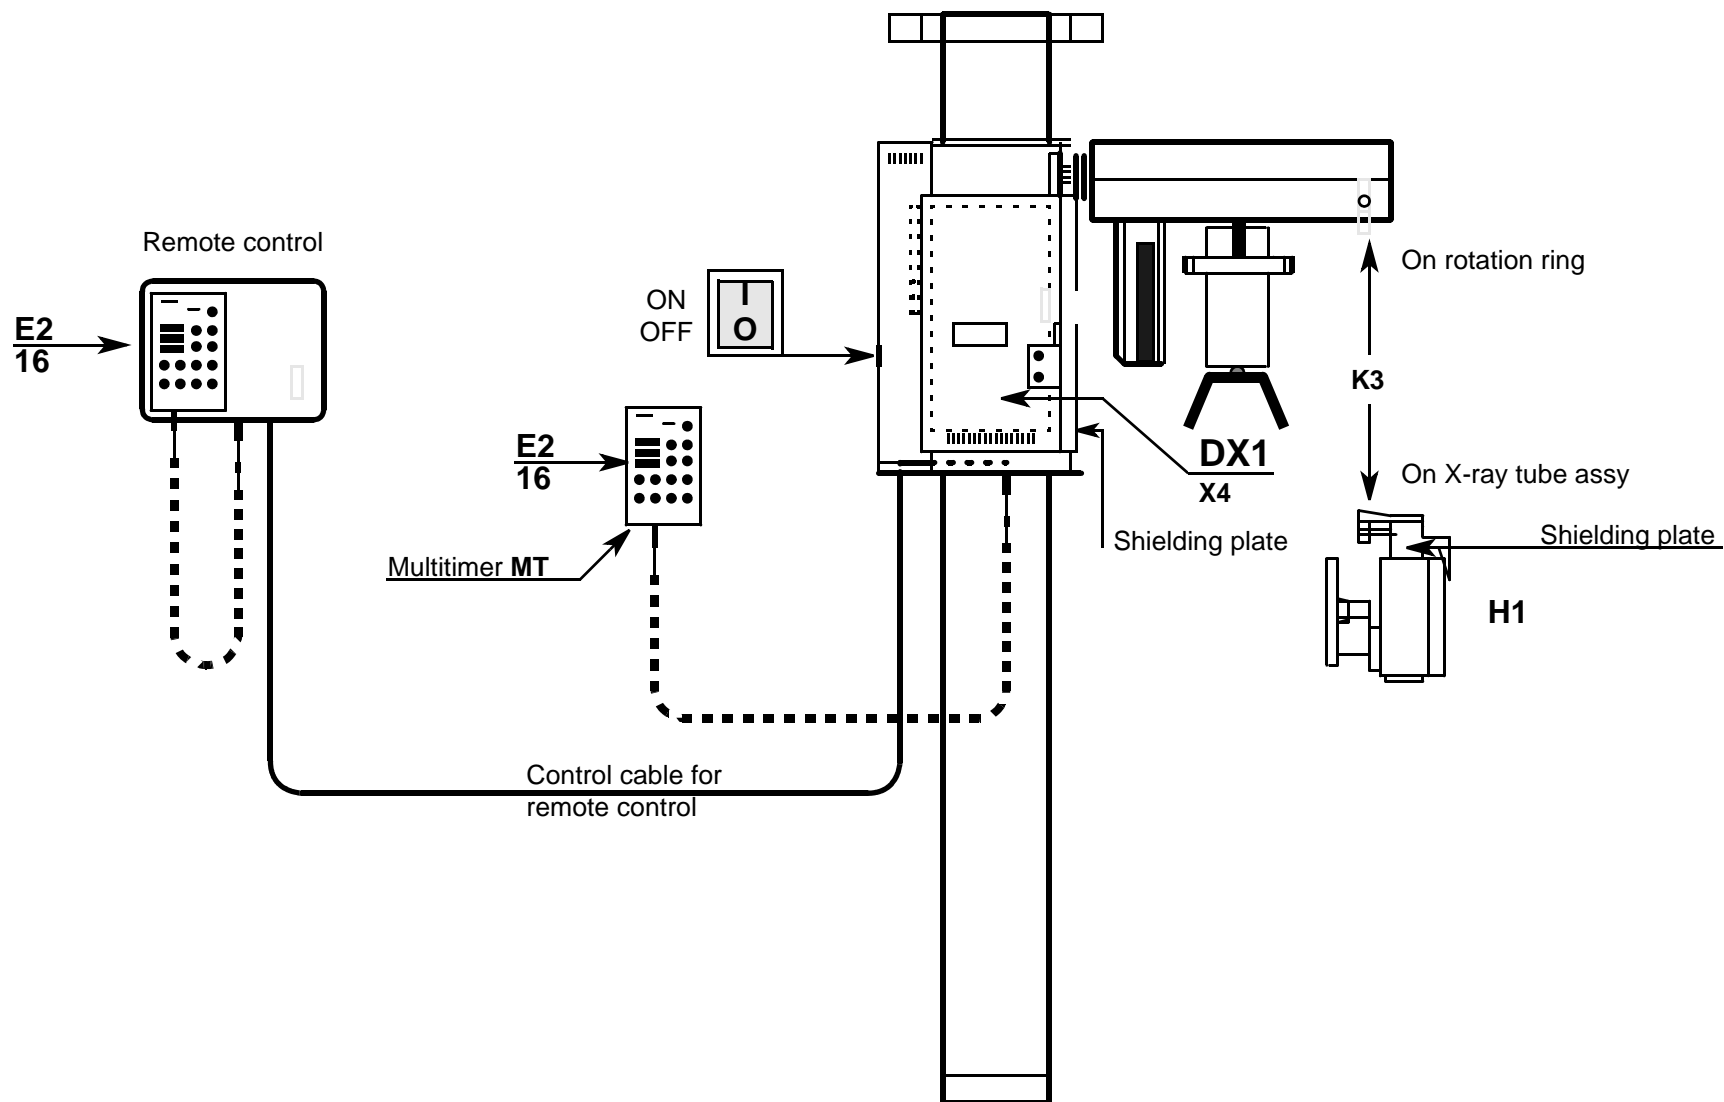 Remote control
E2
16
ON
OFF
I
O
E2
16
Multitimer MT
Control cable for
remote control
DX1
X4
Shielding plate
On rotation ring
K3
On X-ray tube assy
Shielding plate
H1